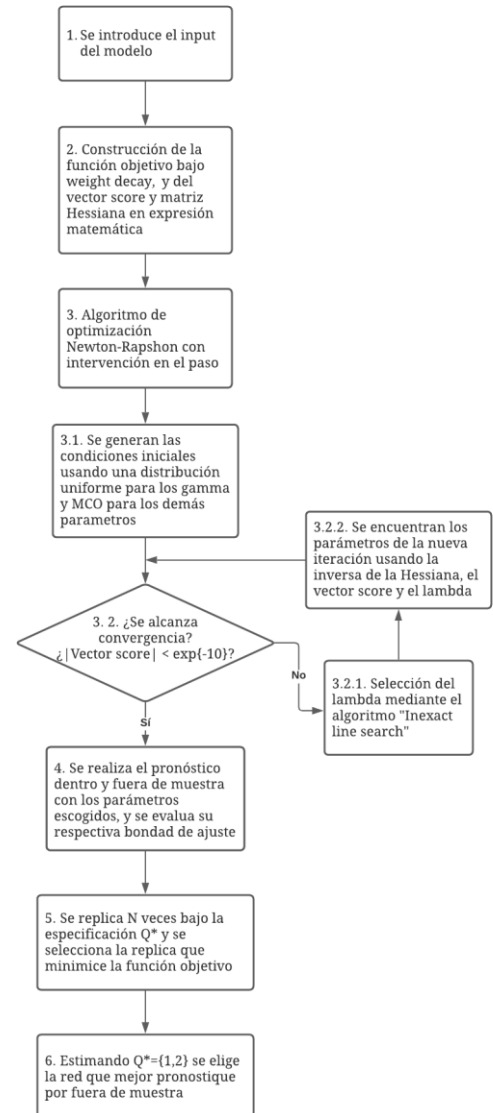 1. Se introduce el input
del modelo
2. Construcción de la
función objetivo bajo
weight decay, y del
vector score y matriz
Hessiana en expresión
matemática
3. Algoritmo de
optimización
Newton-Rapshon con
intervención en el paso
3.1. Se generan las
condiciones iniciales
usando una distribución
uniforme para los gamma
y MCO para los demás
parametros
3. 2. ¿Se alcanza
convergencia?
¿|Vector score| < exp{-10}?
No
3.2.1. Selección del
lambda mediante el
algoritmo "Inexact
line search"
3.2.2. Se encuentran los
parámetros de la nueva
iteración usando la
inversa de la Hessiana, el
vector score y el lambda
Sí
4. Se realiza el pronóstico
dentro y fuera de muestra
con los parámetros
escogidos, y se evalua su
respectiva bondad de ajuste
5. Se replica N veces bajo la
especificación Q* y se
selecciona la replica que
minimice la función objetivo
6. Estimando Q*={1,2} se elige
la red que mejor pronostique
por fuera de muestra